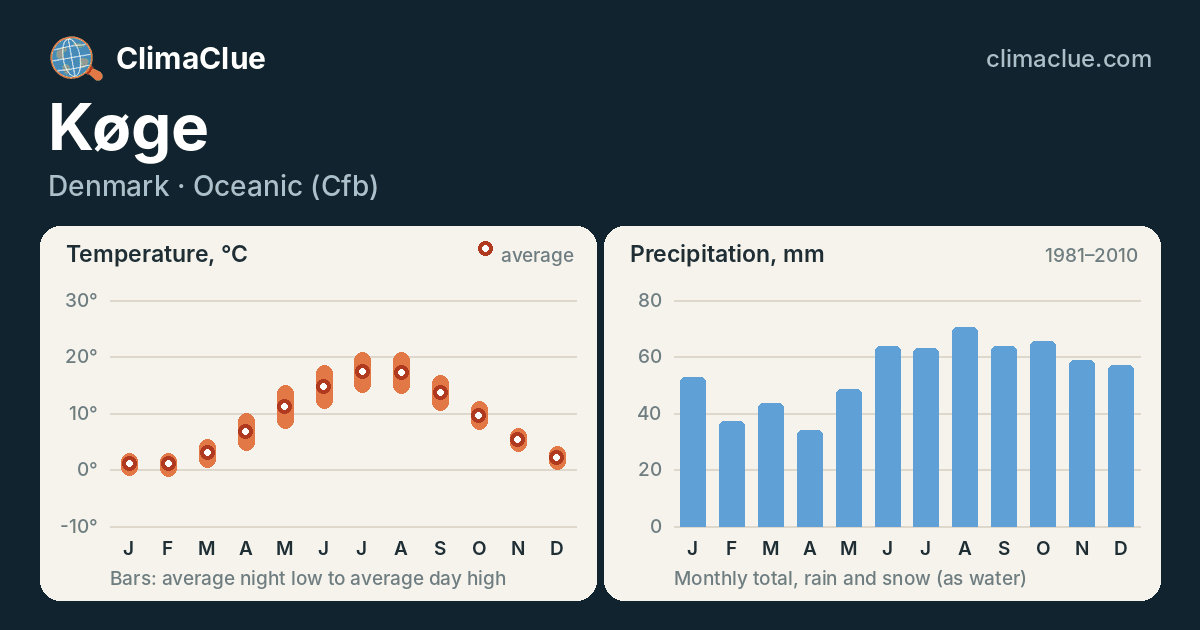 ClimaClue
climaclue.com
Køge
Denmark · Oceanic (Cfb)
Temperature, °C
average
30°
20°
10°
0°
-10°
J F M A M J J A S O N D
Bars: average night low to average day high
Precipitation, mm
1981–2010
80
60
40
20
0
J F M A M J J A S O N D
Monthly total, rain and snow (as water)